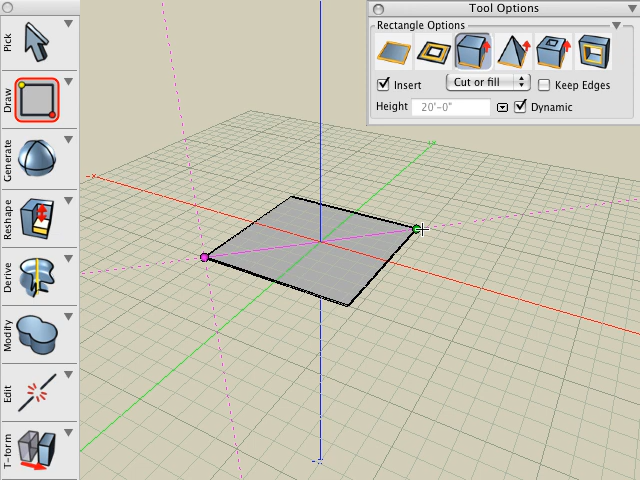 Tool Options
Rectangle Options
Insert
Cut or fill
Keep Edges
Height
20'-0"
Dynamic
Pick
Draw
Generate
Reshape
Derive
Modify
Edit
T-form
-x
+y
-z